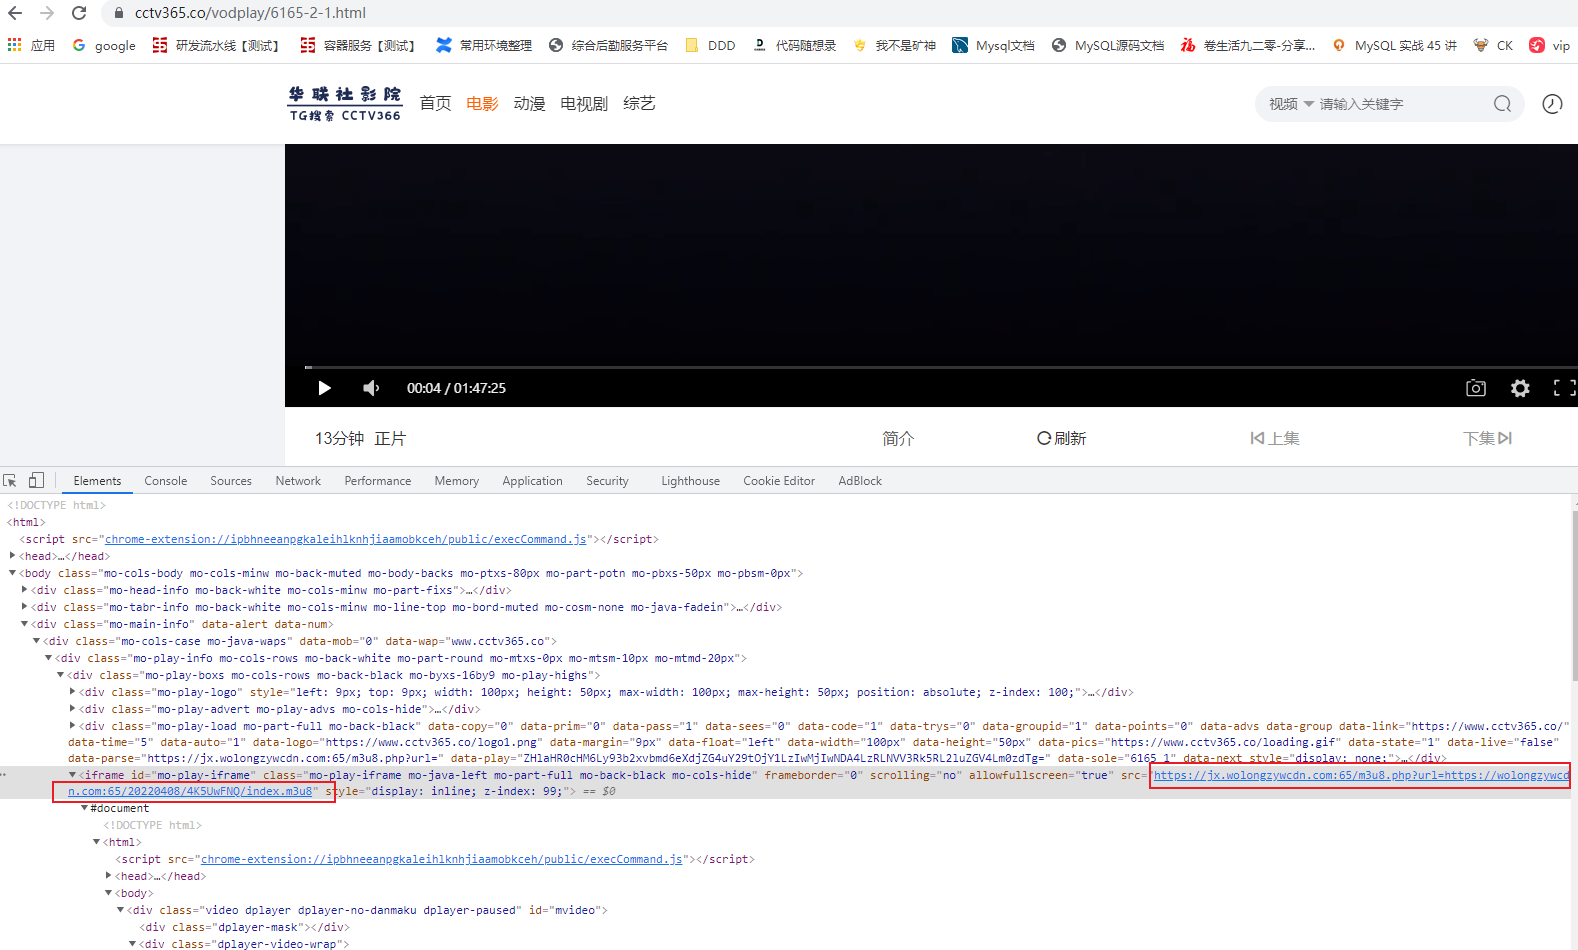 cctv365.co/vodplay/6165-2-1.html
应用 google 研发流水线【测试】 容器服务【测试】 常用环境整理 综合后勤服务平台 DDD 代码随想录 我不是矿神 Mysql文档 MySQL源码文档 卷生活九二零-分享... MySQL 实战 45 讲 CK vip
华联社影院
TG搜索 CCTV366
首页 电影 动漫 电视剧 综艺
视频 请输入关键字
00:04 / 01:47:25
13分钟 正片 简介 刷新 上集 下集
Elements Console Sources Network Performance Memory Application Security Lighthouse Cookie Editor AdBlock
<!DOCTYPE html>
<html>
<script src="chrome-extension://ipbhneeanpgkaleihlknhjiaamobkceh/public/execCommand.js"></script>
<head>…</head>
<body class="mo-cols-body mo-cols-minw mo-back-muted mo-body-backs mo-ptxs-80px mo-part-potn mo-pbxs-50px mo-pbsm-0px">
<div class="mo-head-info mo-back-white mo-cols-minw mo-part-fixs">…</div>
<div class="mo-tabr-info mo-back-white mo-cols-minw mo-line-top mo-bord-muted mo-cosm-none mo-java-fadein">…</div>
<div class="mo-main-info" data-alert data-num>
<div class="mo-cols-case mo-java-waps" data-mob="0" data-wap="www.cctv365.co">
<div class="mo-play-info mo-cols-rows mo-back-white mo-part-round mo-mtxs-0px mo-mtsm-10px mo-mtmd-20px">
<div class="mo-play-boxs mo-cols-rows mo-back-black mo-byxs-16by9 mo-play-highs">
<div class="mo-play-logo" style="left: 9px; top: 9px; width: 100px; height: 50px; max-width: 100px; max-height: 50px; position: absolute; z-index: 100;">…</div>
<div class="mo-play-advert mo-play-advs mo-cols-hide">…</div>
<div class="mo-play-load mo-part-full mo-back-black" data-copy="0" data-prim="0" data-pass="1" data-sees="0" data-code="1" data-trys="0" data-groupid="1" data-points="0" data-advs data-group data-link="https://www.cctv365.co/"
data-time="5" data-auto="1" data-logo="https://www.cctv365.co/logo1.png" data-margin="9px" data-float="left" data-width="100px" data-height="50px" data-pics="https://www.cctv365.co/loading.gif" data-state="1" data-live="false"
data-parse="https://jx.wolongzywcdn.com:65/m3u8.php?url=" data-play="ZH1aHR0cHM6Ly93b2xvbmd6eXdjZG4uY29tOjY1LzIwMjIwNDA4LzRLNVV3Rk5RL2luZGV4Lm0zdTg=" data-sole="6165_1" data-next style="display: none;">…</div>
<iframe id="mo-play-iframe" class="mo-play-iframe mo-java-left mo-part-full mo-back-black mo-cols-hide" frameborder="0" scrolling="no" allowfullscreen="true" src="https://jx.wolongzywcdn.com:65/m3u8.php?url=https://wolongzywcd
n.com:65/20220408/4K5UwFNQ/index.m3u8" style="display: inline; z-index: 99;"> == $0
#document
<!DOCTYPE html>
<html>
<script src="chrome-extension://ipbhneeanpgkaleihlknhjiaamobkceh/public/execCommand.js"></script>
<head>…</head>
<body>
<div class="video dplayer dplayer-no-danmaku dplayer-paused" id="mvideo">
<div class="dplayer-mask"></div>
<div class="dplayer-video-wrap">